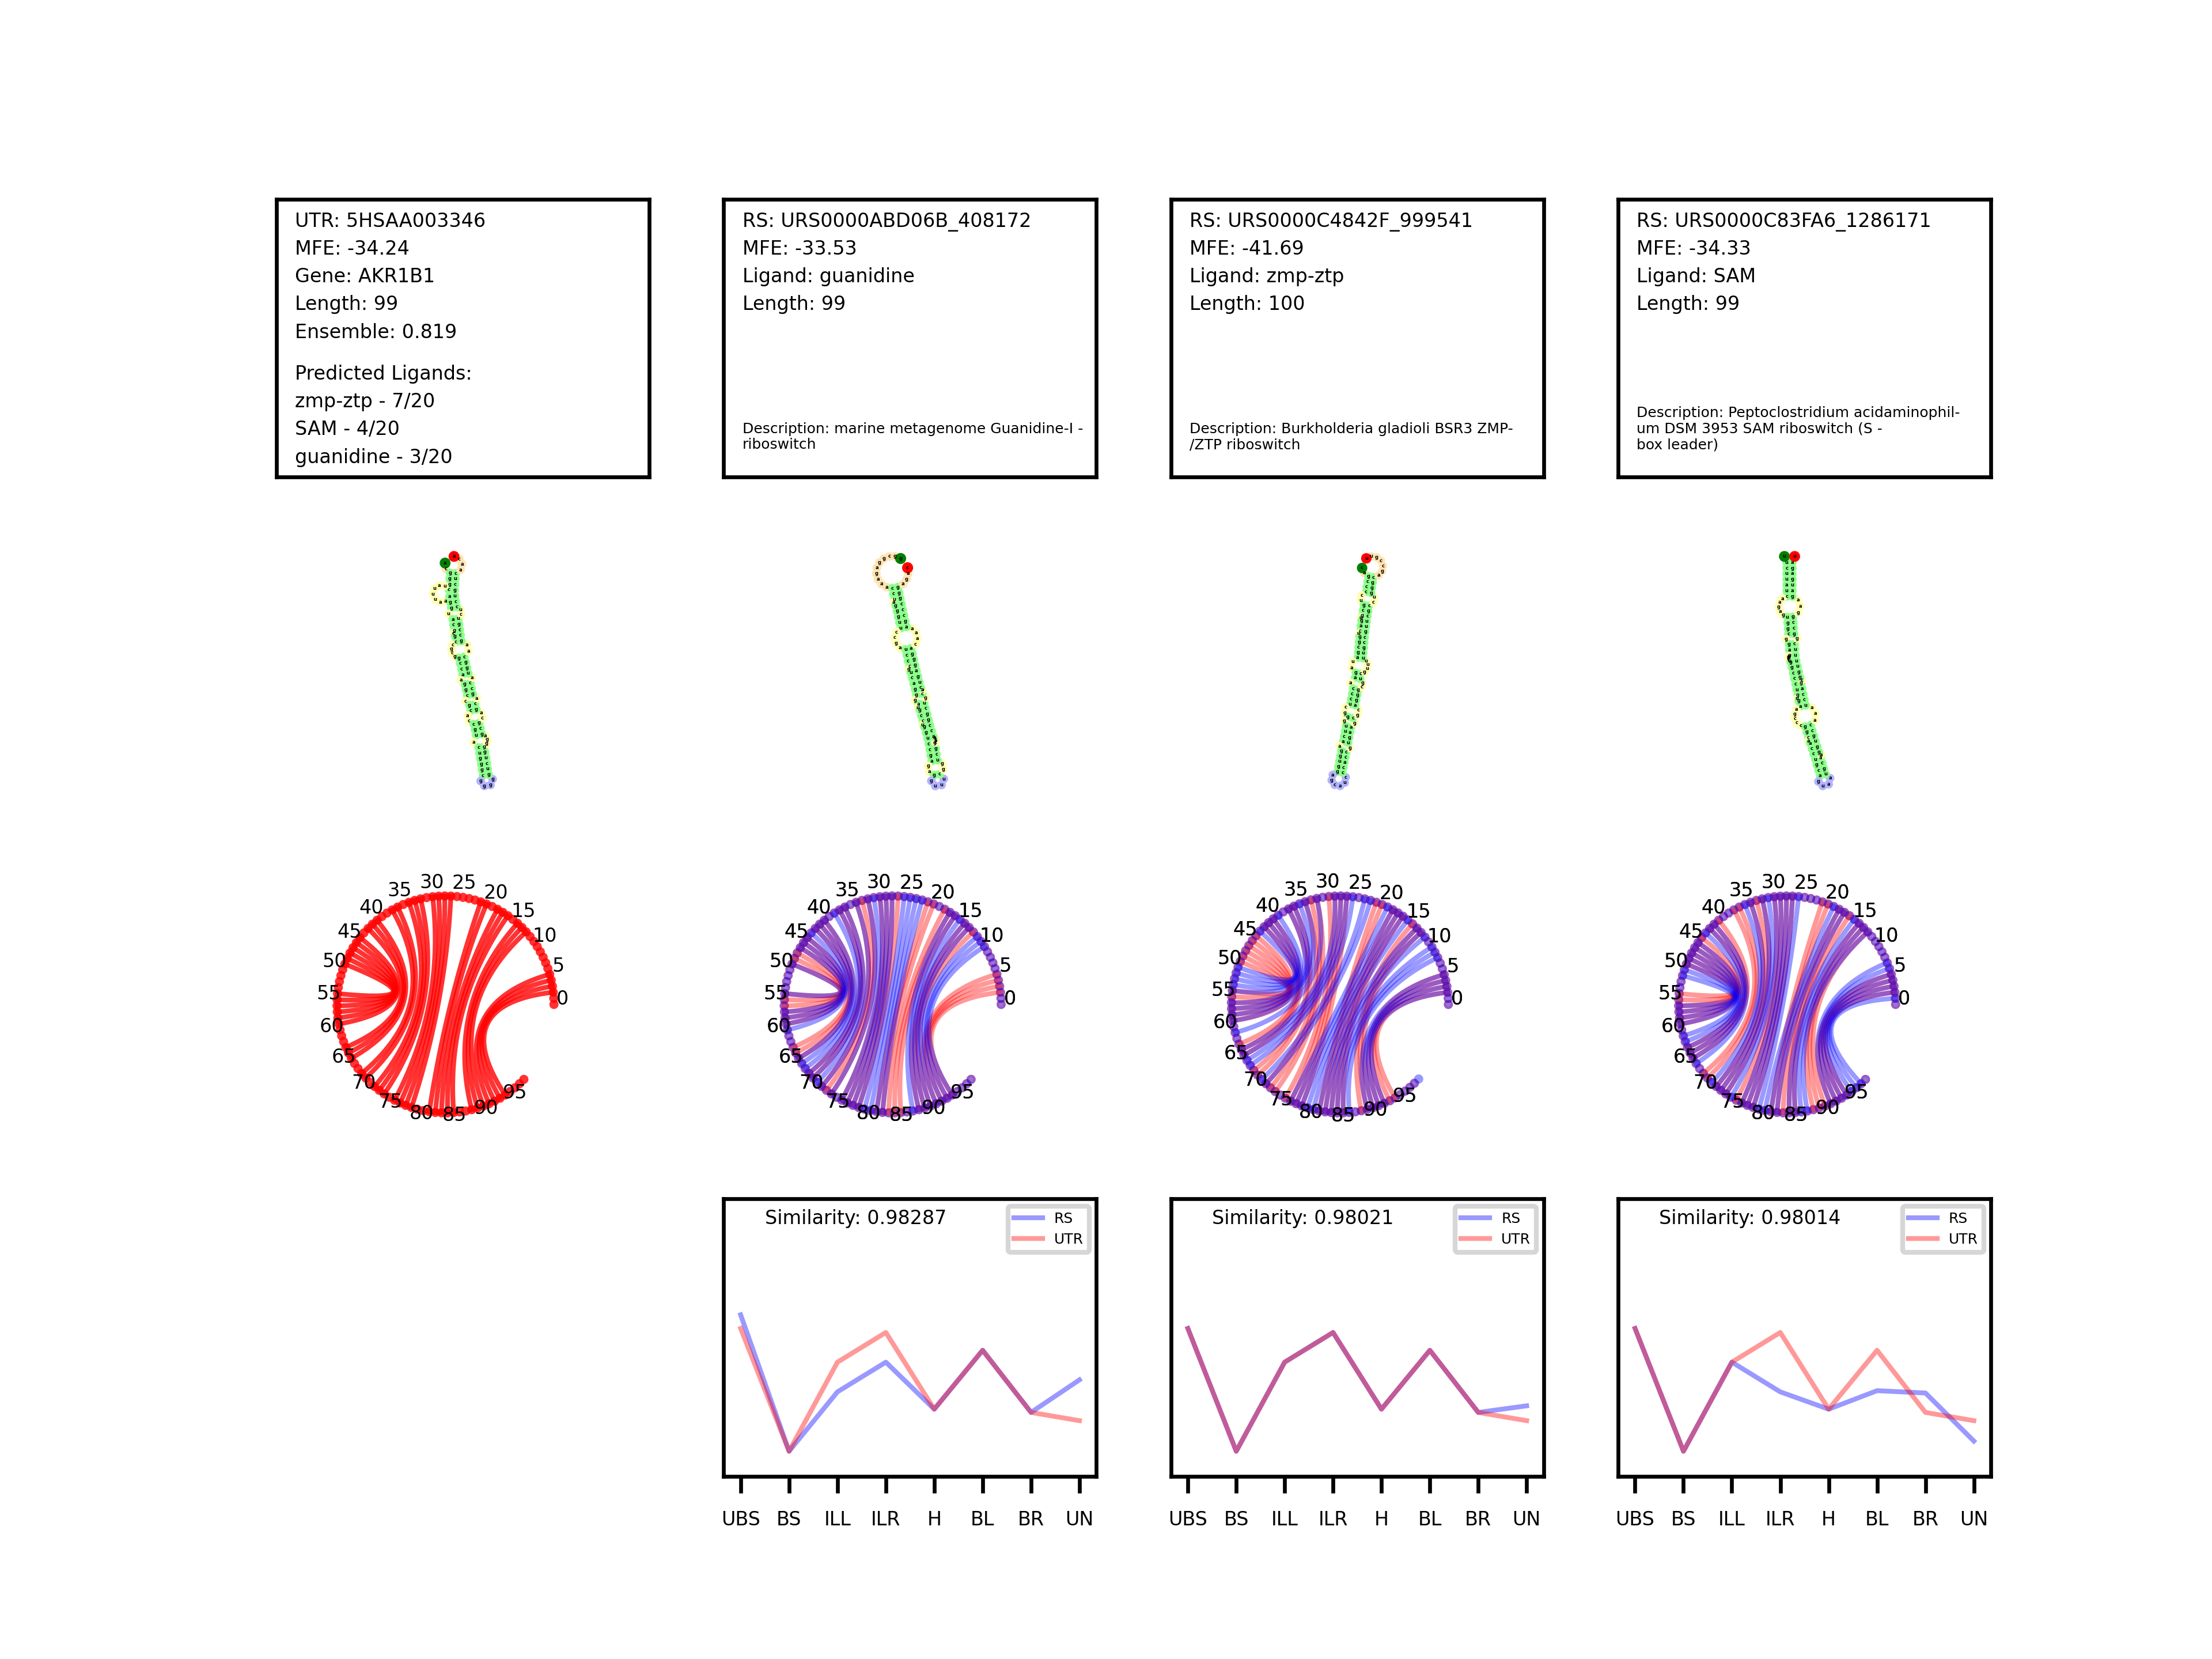 UTR: 5HSAA003346
MFE: -34.24
Gene: AKR1B1
Length: 99
Ensemble: 0.819
Predicted Ligands:
zmp-ztp - 7/20
SAM - 4/20
guanidine - 3/20
RS: URS0000ABD06B_408172
MFE: -33.53
Ligand: guanidine
Length: 99
Description: marine metagenome Guanidine-I -
riboswitch
RS: URS0000C4842F_999541
MFE: -41.69
Ligand: zmp-ztp
Length: 100
Description: Burkholderia gladioli BSR3 ZMP-
/ZTP riboswitch
RS: URS0000C83FA6_1286171
MFE: -34.33
Ligand: SAM
Length: 99
Description: Peptoclostridium acidaminophil-
um DSM 3953 SAM riboswitch (S -
box leader)
0
5
10
15
20
25
30
35
40
45
50
55
60
65
70
75
80
85
90
95
0
5
10
15
20
25
30
35
40
45
50
55
60
65
70
75
80
85
90
95
0
5
10
15
20
25
30
35
40
45
50
55
60
65
70
75
80
85
90
95
0
5
10
15
20
25
30
35
40
45
50
55
60
65
70
75
80
85
90
95
Similarity: 0.98287
RS
UTR
UBS BS ILL ILR H BL BR UN
Similarity: 0.98021
RS
UTR
UBS BS ILL ILR H BL BR UN
Similarity: 0.98014
RS
UTR
UBS BS ILL ILR H BL BR UN